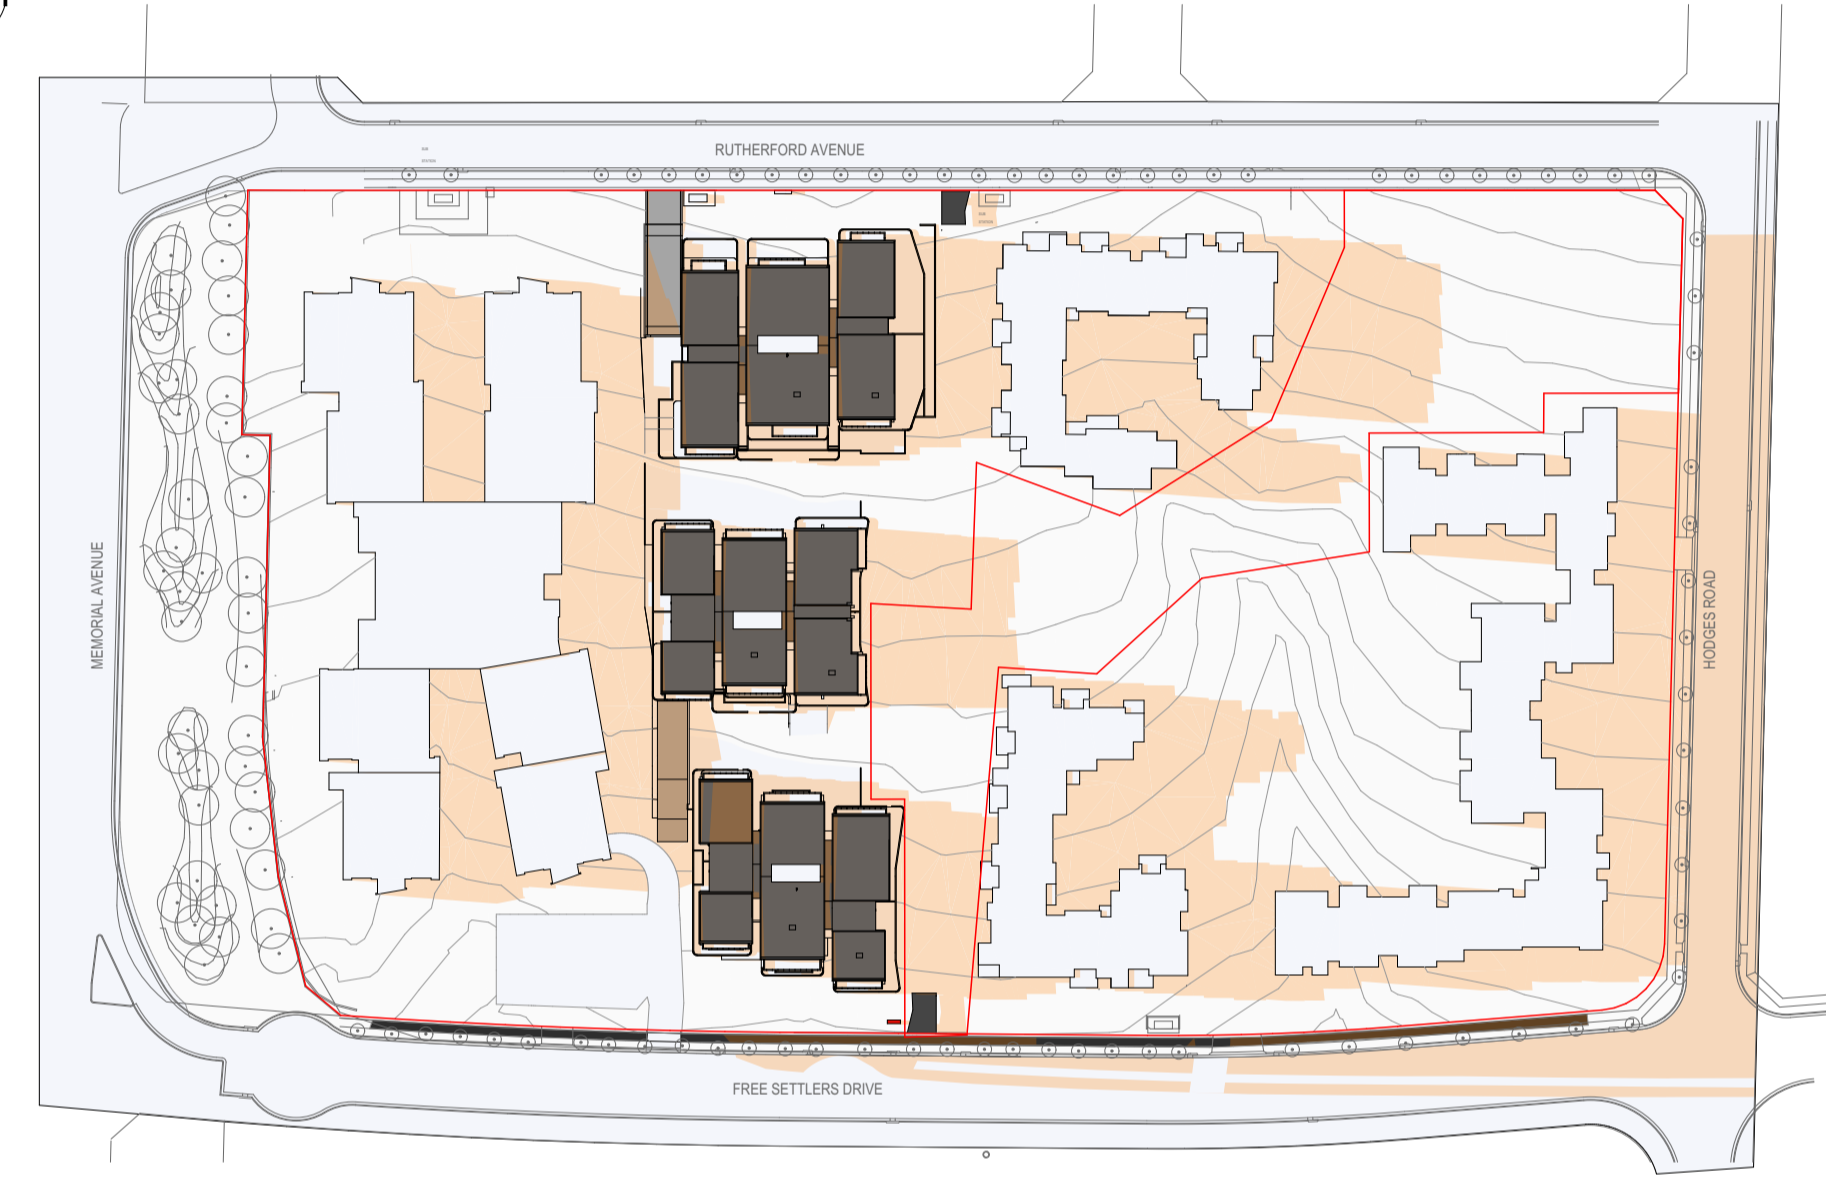 RUTHERFORD AVENUE
MEMORIAL AVENUE
HODGES ROAD
FREE SETTLERS DRIVE